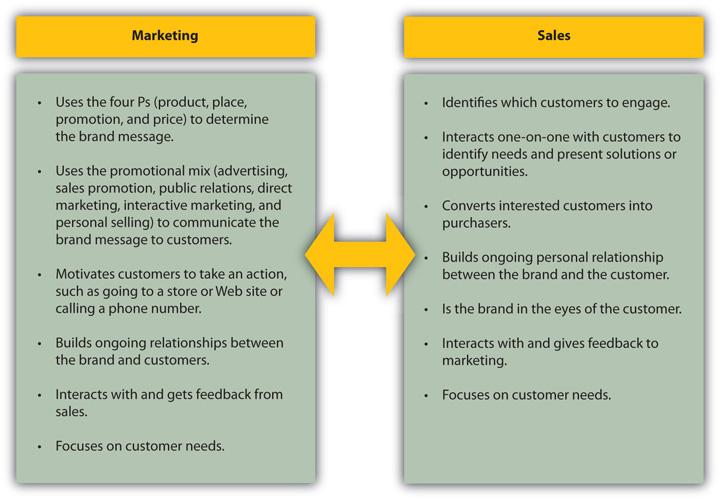 Marketing
• Uses the four Ps (product, place,
promotion, and price) to determine
the brand message.
• Uses the promotional mix (advertising,
sales promotion, public relations, direct
marketing, interactive marketing, and
personal selling) to communicate the
brand message to customers.
• Motivates customers to take an action,
such as going to a store or Web site or
calling a phone number.
• Builds ongoing relationships between
the brand and customers.
• Interacts with and gets feedback from
sales.
• Focuses on customer needs.
Sales
• Identifies which customers to engage.
• Interacts one-on-one with customers to
identify needs and present solutions or
opportunities.
• Converts interested customers into
purchasers.
• Builds ongoing personal relationship
between the brand and the customer.
• Is the brand in the eyes of the customer.
• Interacts with and gives feedback to
marketing.
• Focuses on customer needs.